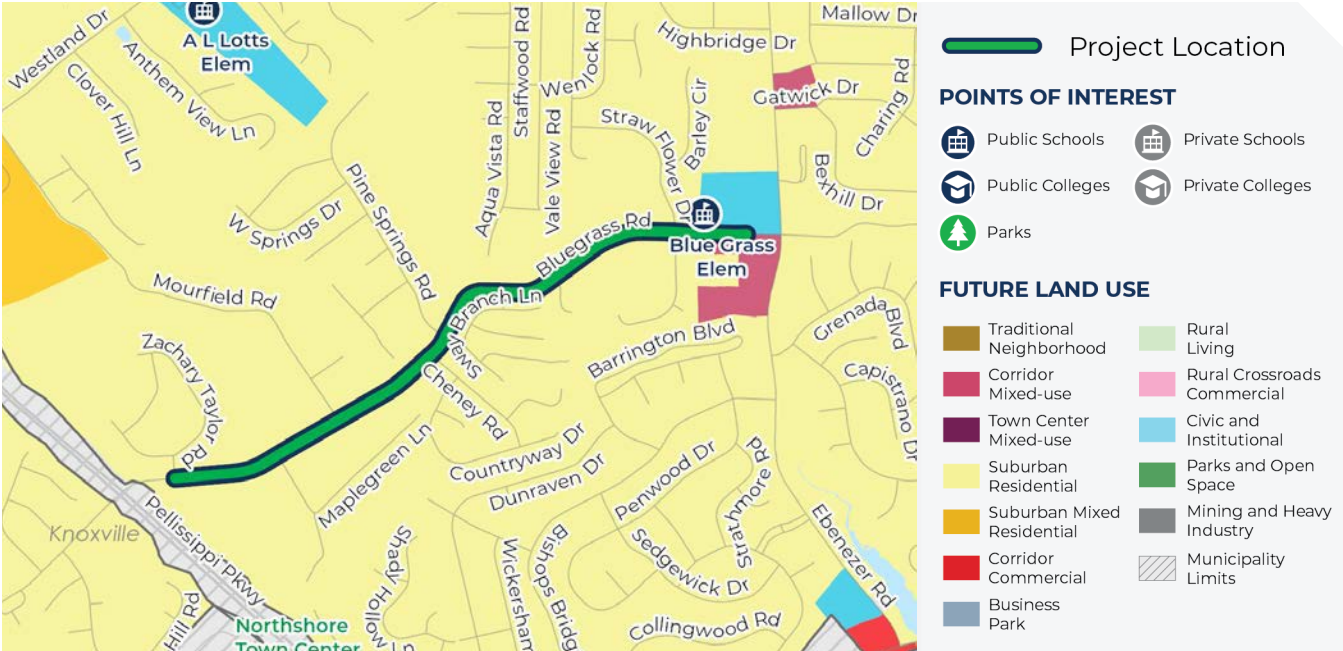 Westland Dr
A L Lotts
Elem
Anthem View Ln
Clover Hill Ln
Staffwood Rd
Wenlock Rd
Highbridge Dr
Mallow Dr
Gatwick Dr
Charing Rd
Aqua Vista Rd
Vale View Rd
Straw Flower Dr
Barley Cir
Bexhill Dr
Pine Springs Rd
W Springs Dr
Bluegrass Rd
Blue Grass
Elem
Mourfield Rd
Branch Ln
Grenada Blvd
Barrington Blvd
Zachary Taylor Rd
Mews
Cheney Rd
Capistrano Dr
Maplegreen Ln
Countryway Dr
Dunraven Dr
Penwood Dr
Strathmore Rd
Pellissippi Pkwy
Knoxville
Shady Hollow Ln
Wickersham
Bishops Bridg
Sedgewick Dr
Ebenezer Rd
Hill Rd
Northshore
Town Center
Collingwood Rd
Project Location
POINTS OF INTEREST
Public Schools
Private Schools
Public Colleges
Private Colleges
Parks
FUTURE LAND USE
Traditional
Neighborhood
Rural
Living
Corridor
Mixed-use
Rural Crossroads
Commercial
Town Center
Mixed-use
Civic and
Institutional
Suburban
Residential
Parks and Open
Space
Suburban Mixed
Residential
Mining and Heavy
Industry
Corridor
Commercial
Municipality
Limits
Business
Park